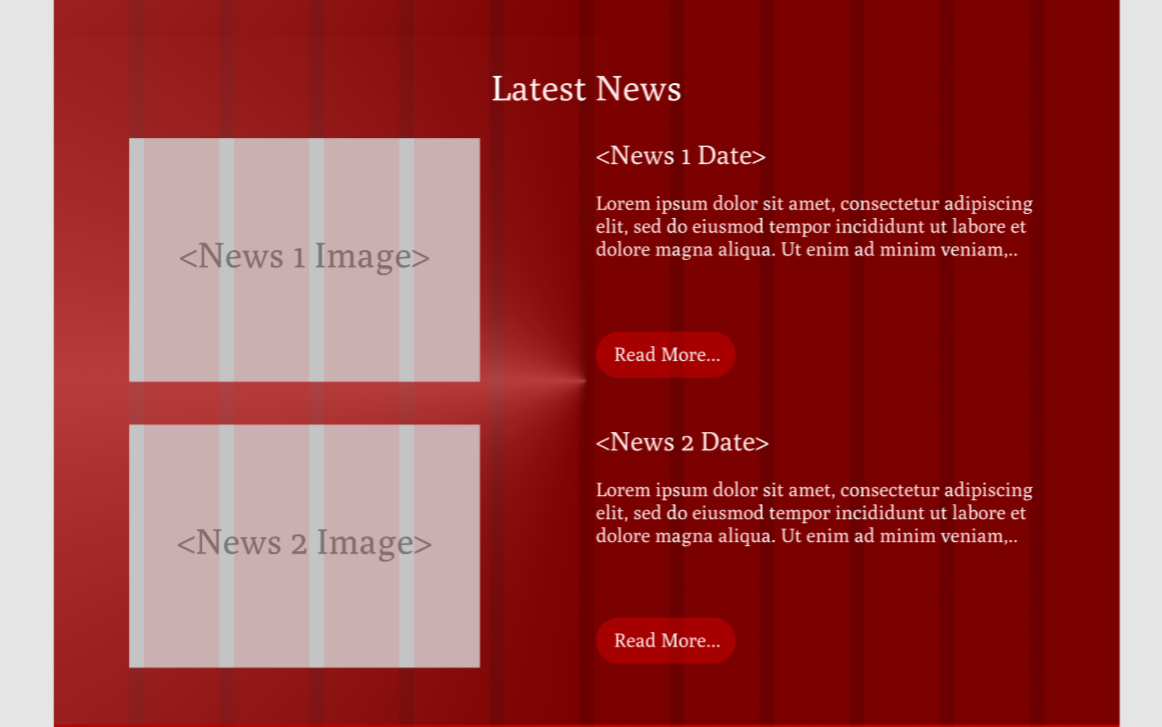 Latest News
<News 1 Image>
<News 1 Date>
Lorem ipsum dolor sit amet, consectetur adipiscing
elit, sed do eiusmod tempor incididunt ut labore et
dolore magna aliqua. Ut enim ad minim veniam,..
Read More...
<News 2 Image>
<News 2 Date>
Lorem ipsum dolor sit amet, consectetur adipiscing
elit, sed do eiusmod tempor incididunt ut labore et
dolore magna aliqua. Ut enim ad minim veniam,..
Read More...